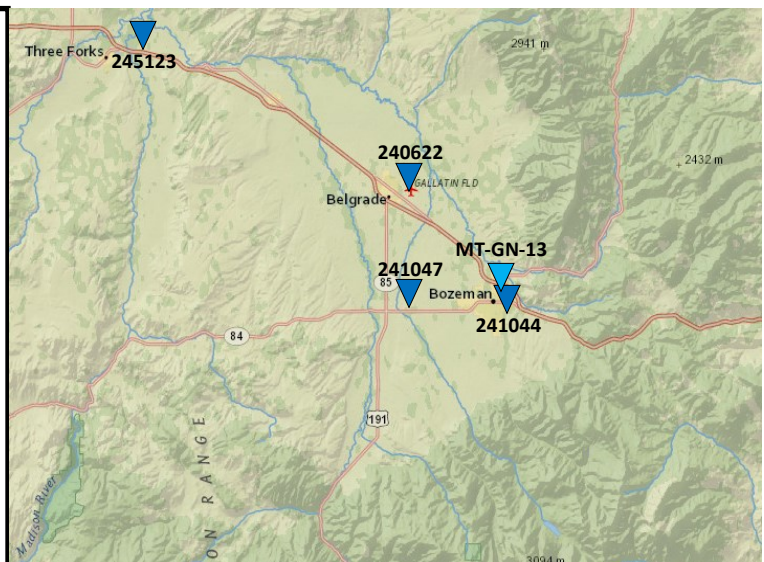 2941 m
Three Forks
245123
240622
2432 m
GALLATIN FLD
Belgrade
MT-GN-13
241047
85
Bozeman
241044
84
191
ON RANGE
Madison River
3094 m